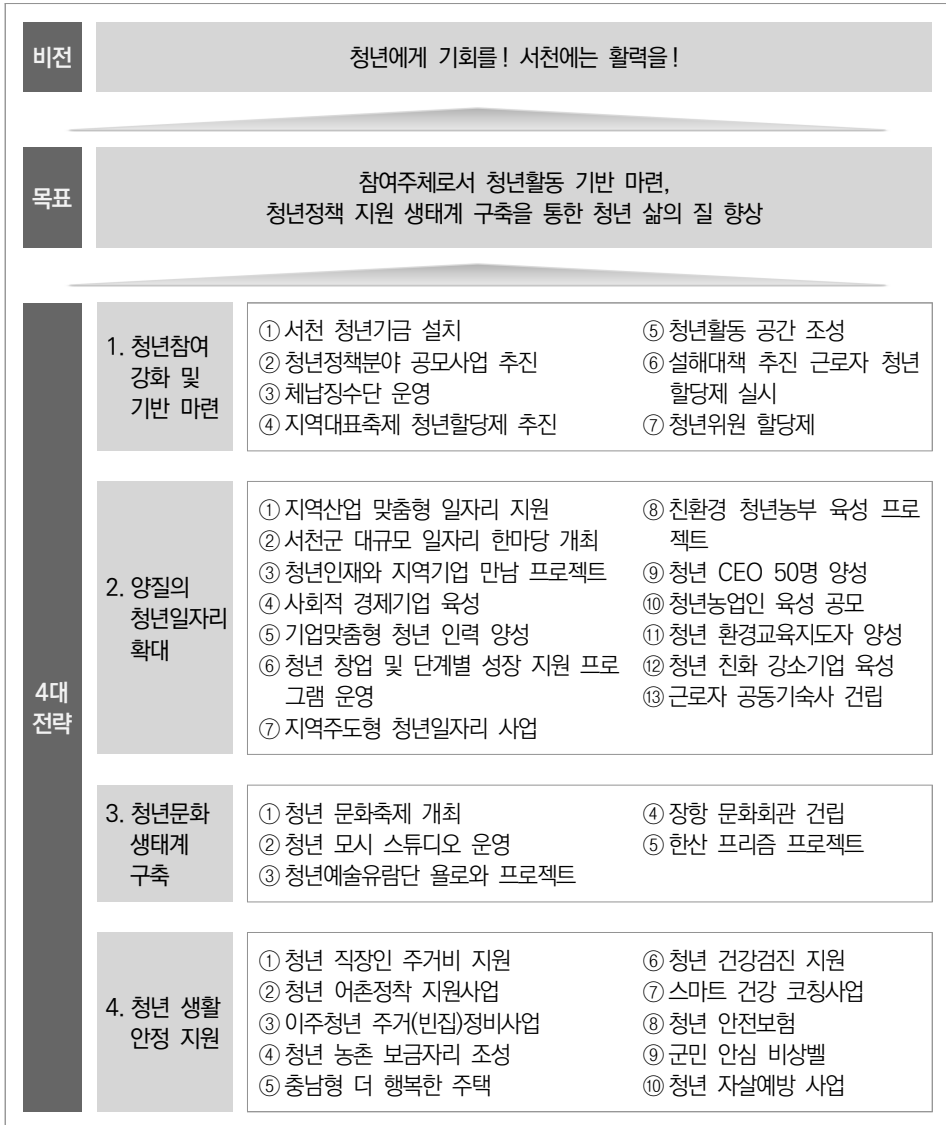 비전
청년에게 기회를! 서천에는 활력을!
목표
참여주체로서 청년활동 기반 마련,
청년정책 지원 생태계 구축을 통한 청년 삶의 질 향상
4대
전략
1. 청년참여
강화 및
기반 마련
① 서천 청년기금 설치
② 청년정책분야 공모사업 추진
③ 체납징수단 운영
④ 지역대표축제 청년할당제 추진
⑤ 청년활동 공간 조성
⑥ 설해대책 추진 근로자 청년
할당제 실시
⑦ 청년위원 할당제
2. 양질의
청년일자리
확대
① 지역산업 맞춤형 일자리 지원
② 서천군 대규모 일자리 한마당 개최
③ 청년인재와 지역기업 만남 프로젝트
④ 사회적 경제기업 육성
⑤ 기업맞춤형 청년 인력 양성
⑥ 청년 창업 및 단계별 성장 지원 프로
그램 운영
⑦ 지역주도형 청년일자리 사업
⑧ 친환경 청년농부 육성 프로
젝트
⑨ 청년 CEO 50명 양성
⑩ 청년농업인 육성 공모
⑪ 청년 환경교육지도자 양성
⑫ 청년 친화 강소기업 육성
⑬ 근로자 공동기숙사 건립
3. 청년문화
생태계
구축
① 청년 문화축제 개최
② 청년 모시 스튜디오 운영
③ 청년예술유람단 욜로와 프로젝트
④ 장항 문화회관 건립
⑤ 한산 프리즘 프로젝트
4. 청년 생활
안정 지원
① 청년 직장인 주거비 지원
② 청년 어촌정착 지원사업
③ 이주청년 주거(빈집)정비사업
④ 청년 농촌 보금자리 조성
⑤ 충남형 더 행복한 주택
⑥ 청년 건강검진 지원
⑦ 스마트 건강 코칭사업
⑧ 청년 안전보험
⑨ 군민 안심 비상벨
⑩ 청년 자살예방 사업